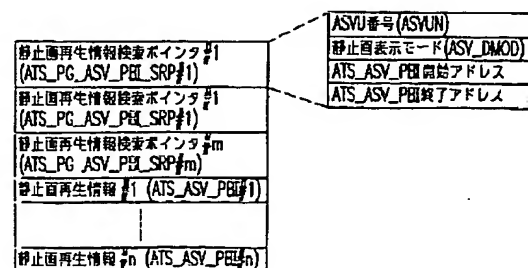 静止画再生情報検索ポインタ#1
(ATS_PG_ASV_PBI_SRP#1)
静止画再生情報検索ポインタ#1
(ATS_PG_ASV_PBI_SRP#1)
静止画再生情報検索ポインタ#m
(ATS_PG_ASV_PBI_SRP#m)
静止画再生情報 #1 (ATS_ASV_PBI#1)
静止画再生情報 #n (ATS_ASV_PBI#n)
ASVU番号(ASVUN)
静止画表示モード(ASV_DMOD)
ATS_ASV_PBI開始アドレス
ATS_ASV_PBI終了アドレス